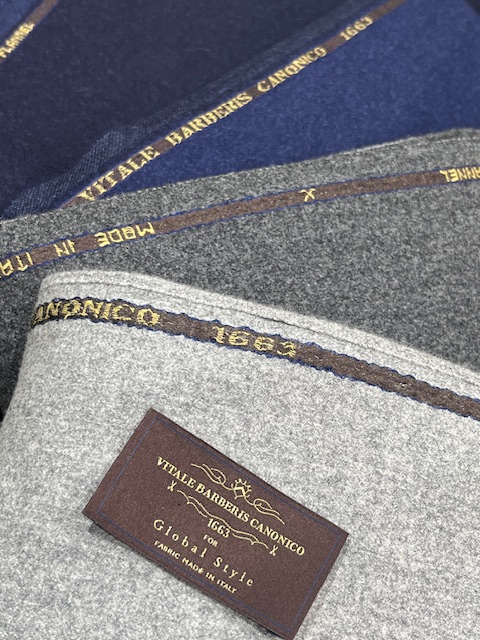 FLANNEL
VITALE BARBERIS CANONICO 1663
MADE IN ITA
CANONICO 1663
VITALE BARBERIS CANONICO
1663
FOR
Global Style
FABRIC MADE IN ITALY